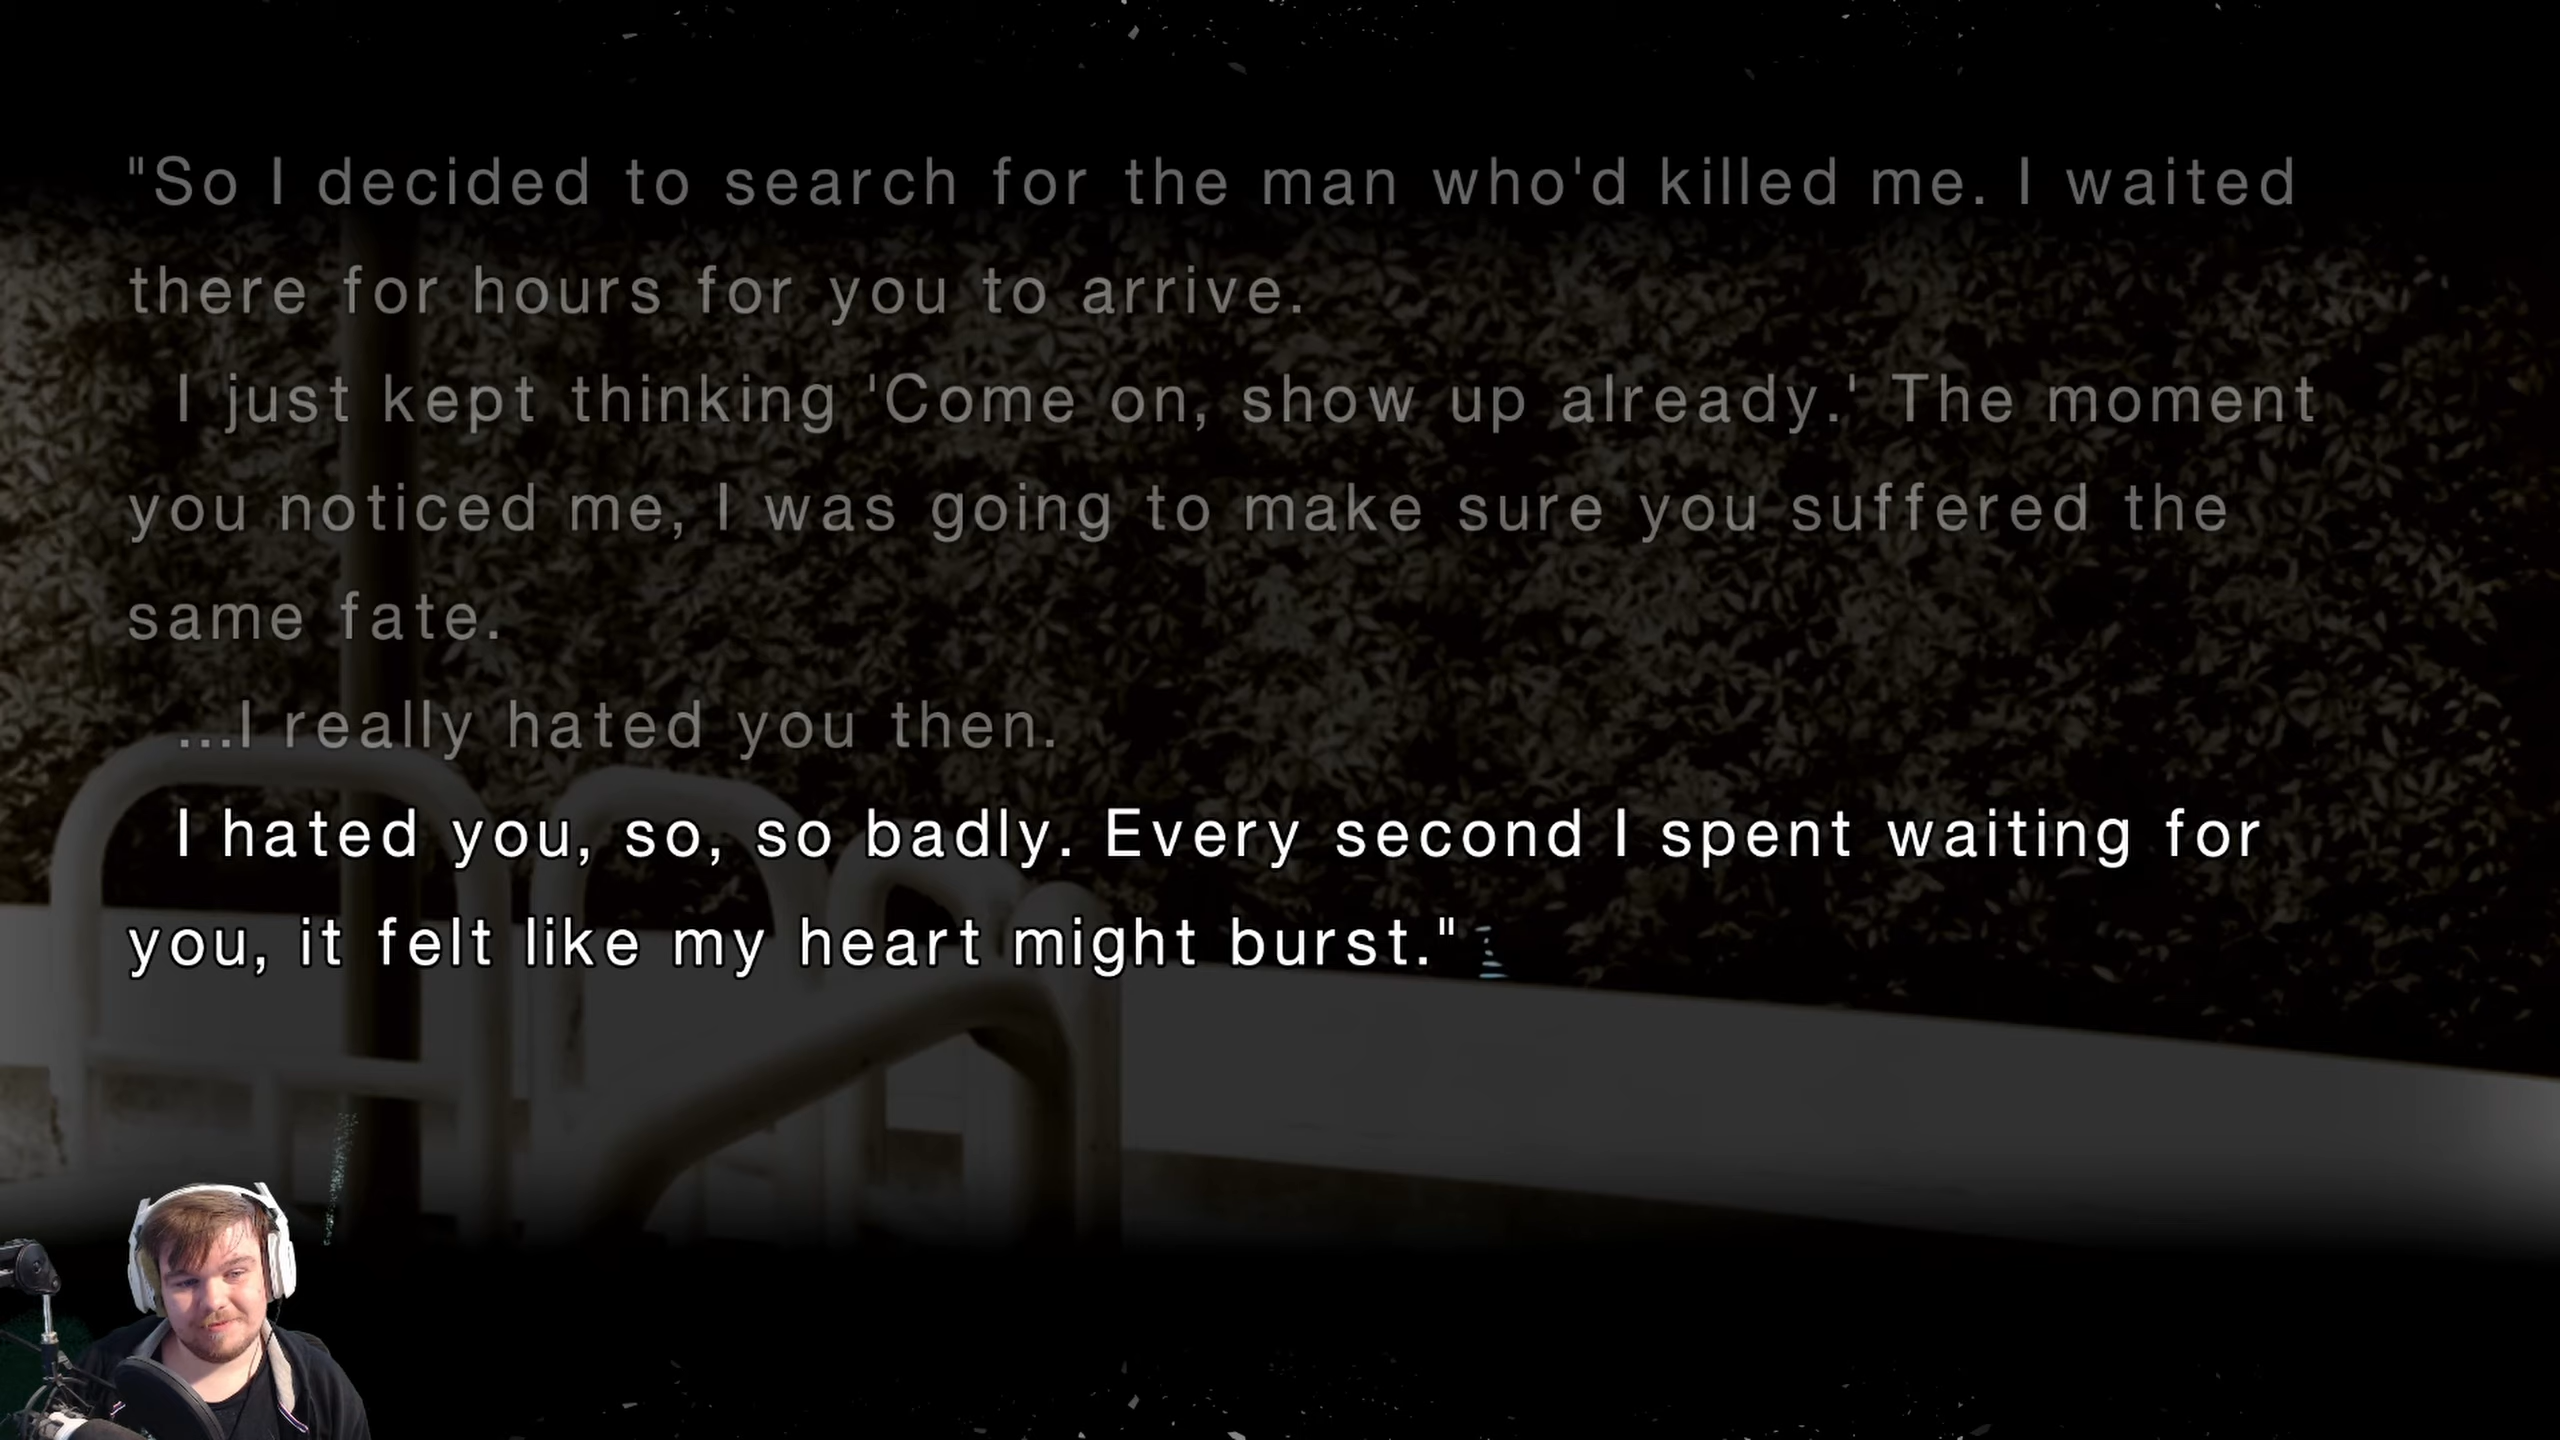 "So I decided to search for the man who'd killed me. I waited
there for hours for you to arrive.
I just kept thinking 'Come on, show up already.' The moment
you noticed me, I was going to make sure you suffered the
same fate.
...I really hated you then.
I hated you, so, so badly. Every second I spent waiting for
you, it felt like my heart might burst."